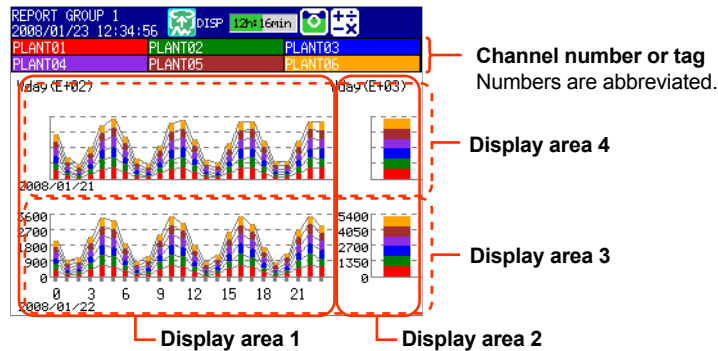 REPORT GROUP 1
2008/01/23 12:34:56
DISP
12h:16min
PLANT01
PLANT02
PLANT03
PLANT04
PLANT05
PLANT06
Channel number or tag
Numbers are abbreviated.
day(E+02)
day(E+03)
Display area 4
2008/01/21
3600
2700
1800
900
0
5400
4050
2700
1350
0
Display area 3
0 3 6 9 12 15 18 21
2008/01/22
Display area 1
Display area 2